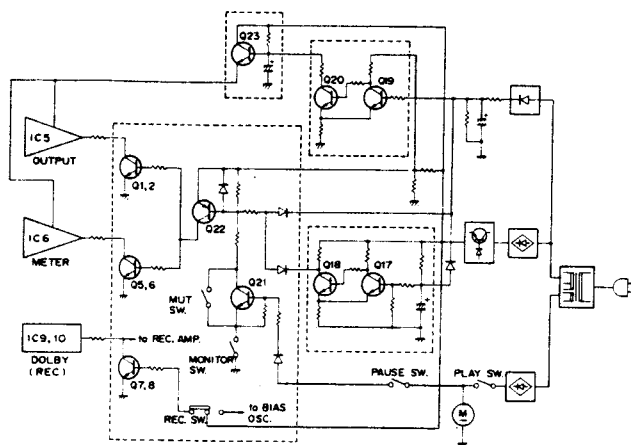 Q23
Q20
Q19
IC5
OUTPUT
Q1,2
Q22
IC6
METER
Q5,6
Q18
Q17
Q21
MUT
SW.
IC9,10
DOLBY
(REC)
to REC. AMP.
MONITOR
SW.
PAUSE SW.
PLAY SW.
Q7,8
REC. SW.
to BIAS
OSC.
M